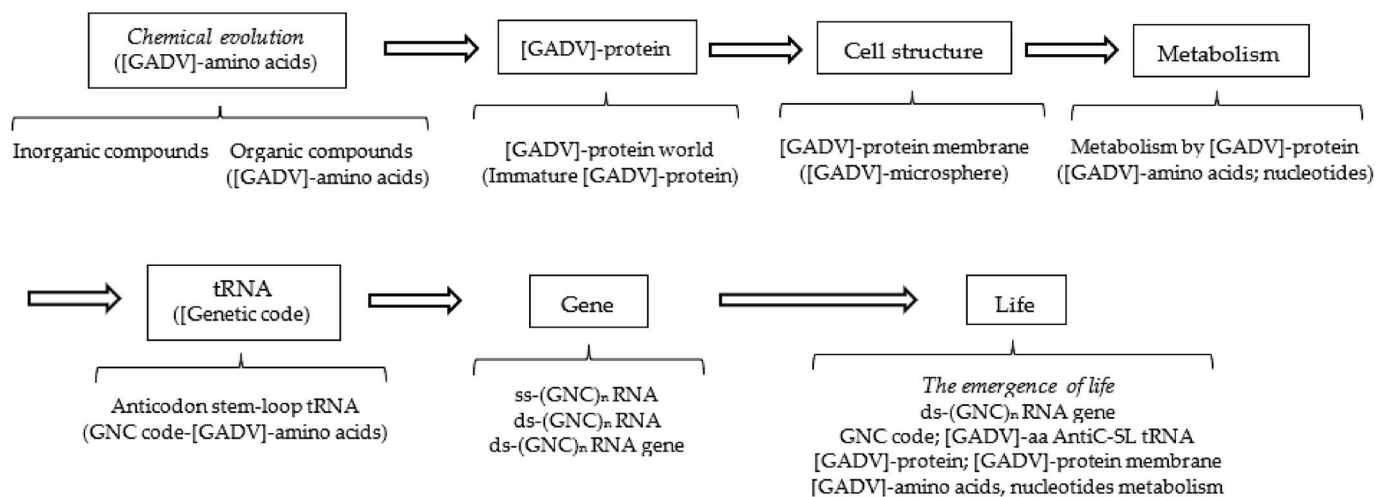 Chemical evolution
([GADV]-amino acids)
[GADV]-protein
Cell structure
Metabolism
Inorganic compounds
Organic compounds
([GADV]-amino acids)
[GADV]-protein world
(Immature [GADV]-protein)
[GADV]-protein membrane
([GADV]-microsphere)
Metabolism by [GADV]-protein
([GADV]-amino acids; nucleotides)
tRNA
([Genetic code)
Gene
Life
Anticodon stem-loop tRNA
(GNC code-[GADV]-amino acids)
ss-(GNC)ₙ RNA
ds-(GNC)ₙ RNA
ds-(GNC)ₙ RNA gene
The emergence of life
ds-(GNC)ₙ RNA gene
GNC code; [GADV]-aa AntiC-SL tRNA
[GADV]-protein; [GADV]-protein membrane
[GADV]-amino acids, nucleotides metabolism